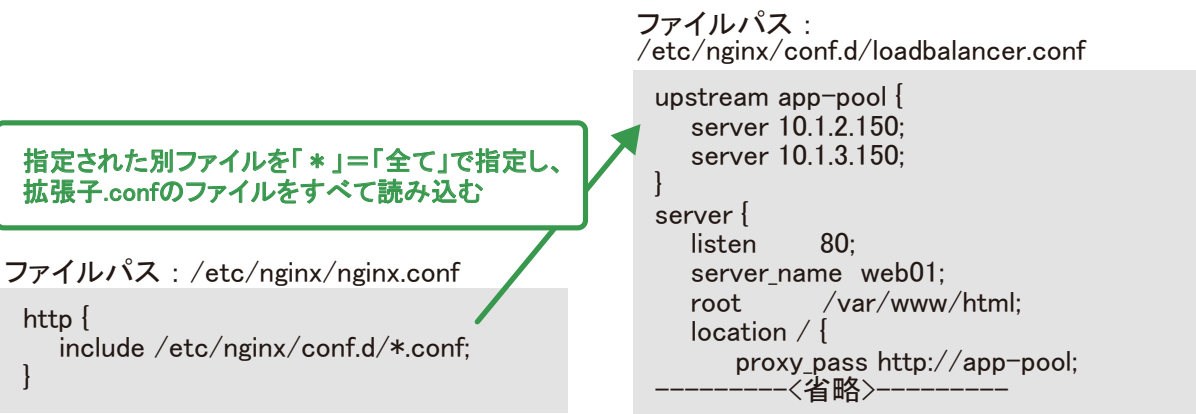 指定された別ファイルを「*」=「全て」で指定し、
拡張子.confのファイルをすべて読み込む
ファイルパス：/etc/nginx/nginx.conf
http {
include /etc/nginx/conf.d/*.conf;
}
ファイルパス：
/etc/nginx/conf.d/loadbalancer.conf
upstream app-pool {
server 10.1.2.150;
server 10.1.3.150;
}
server {
listen 80;
server_name web01;
root /var/www/html;
location / {
proxy_pass http://app-pool;
---------<省略>---------